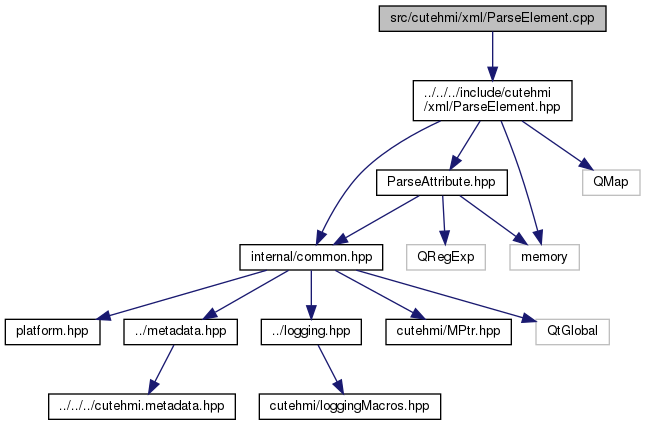 src/cutehmi/xml/ParseElement.cpp
../../../include/cutehmi
/xml/ParseElement.hpp
ParseAttribute.hpp
QMap
internal/common.hpp
QRegExp
memory
platform.hpp
../metadata.hpp
../logging.hpp
cutehmi/MPtr.hpp
QtGlobal
../../../cutehmi.metadata.hpp
cutehmi/loggingMacros.hpp